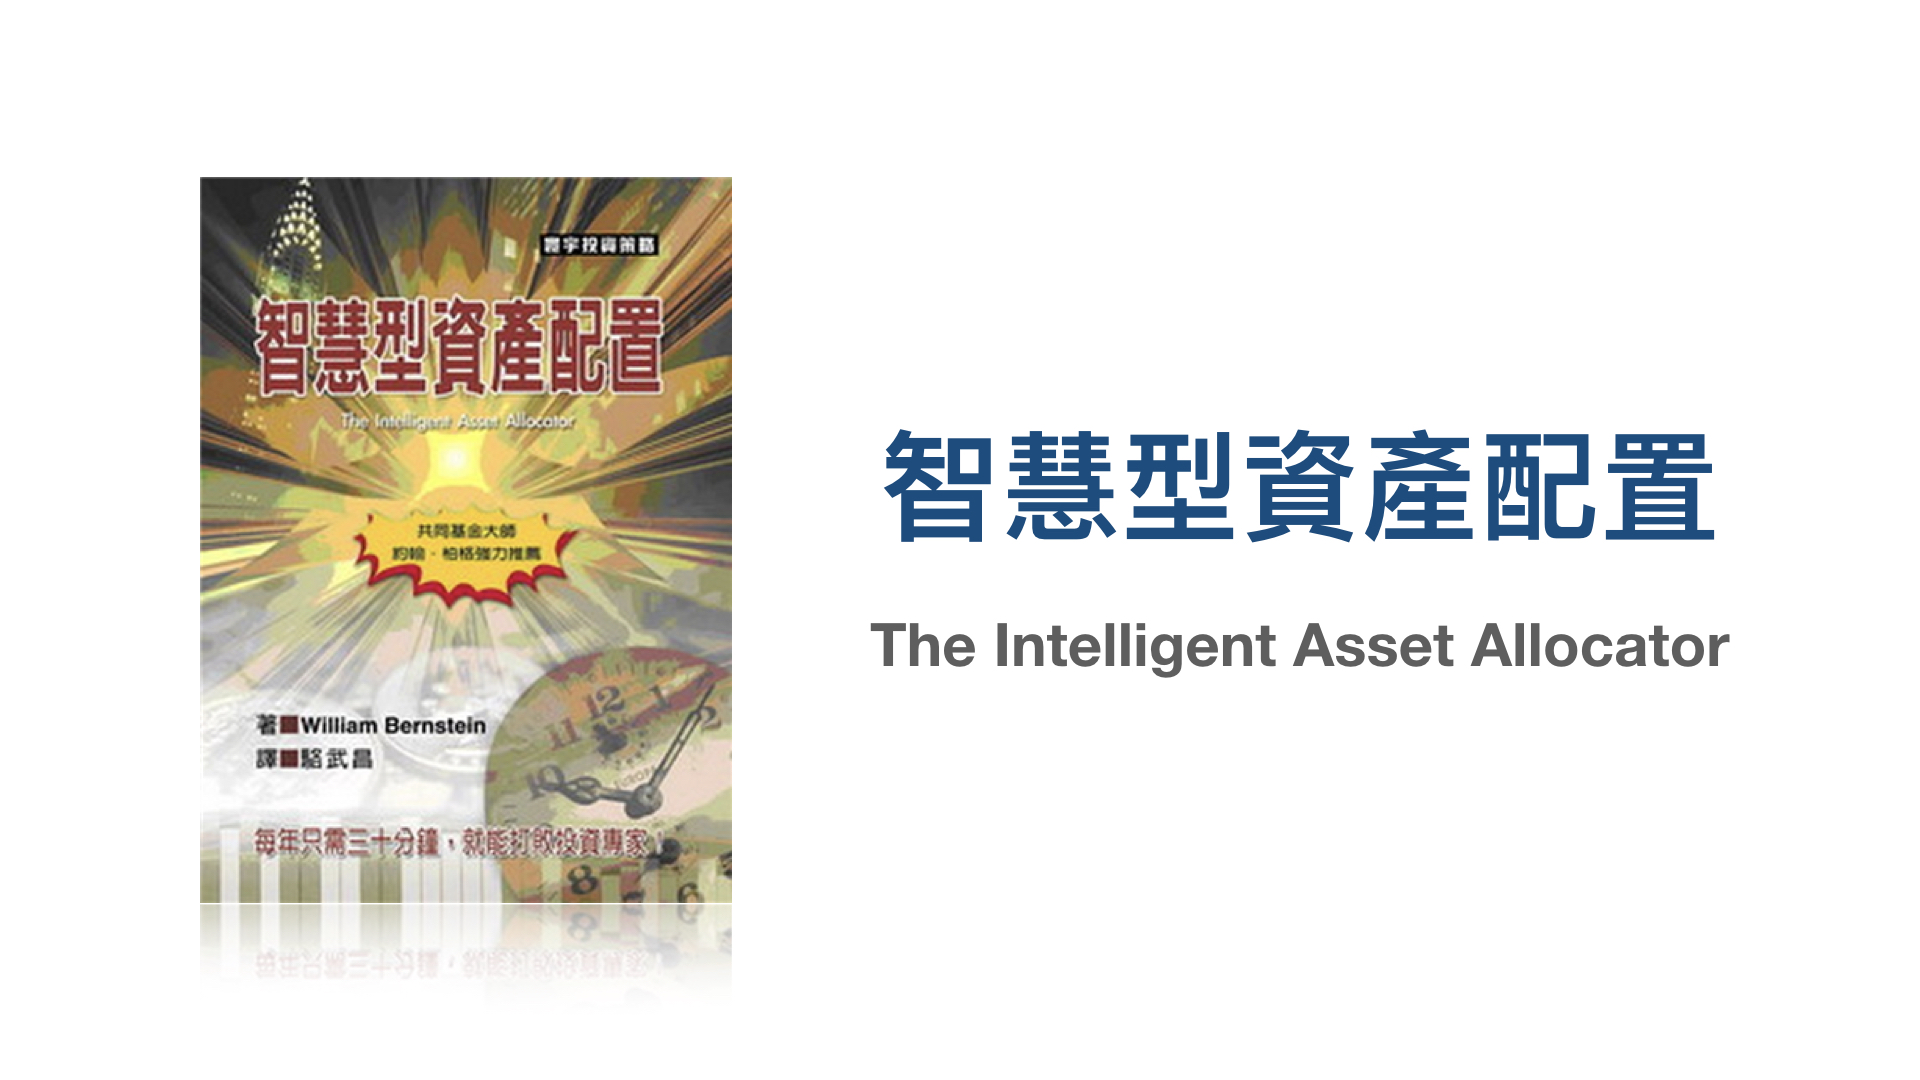 寰宇投資策略
智慧型資產配置
The Intelligent Asset Allocator
共同基金大師
約翰．柏格強力推薦
著■William Bernstein
譯■駱武昌
每年只需三十分鐘，就能打敗投資專家！
智慧型資產配置
The Intelligent Asset Allocator